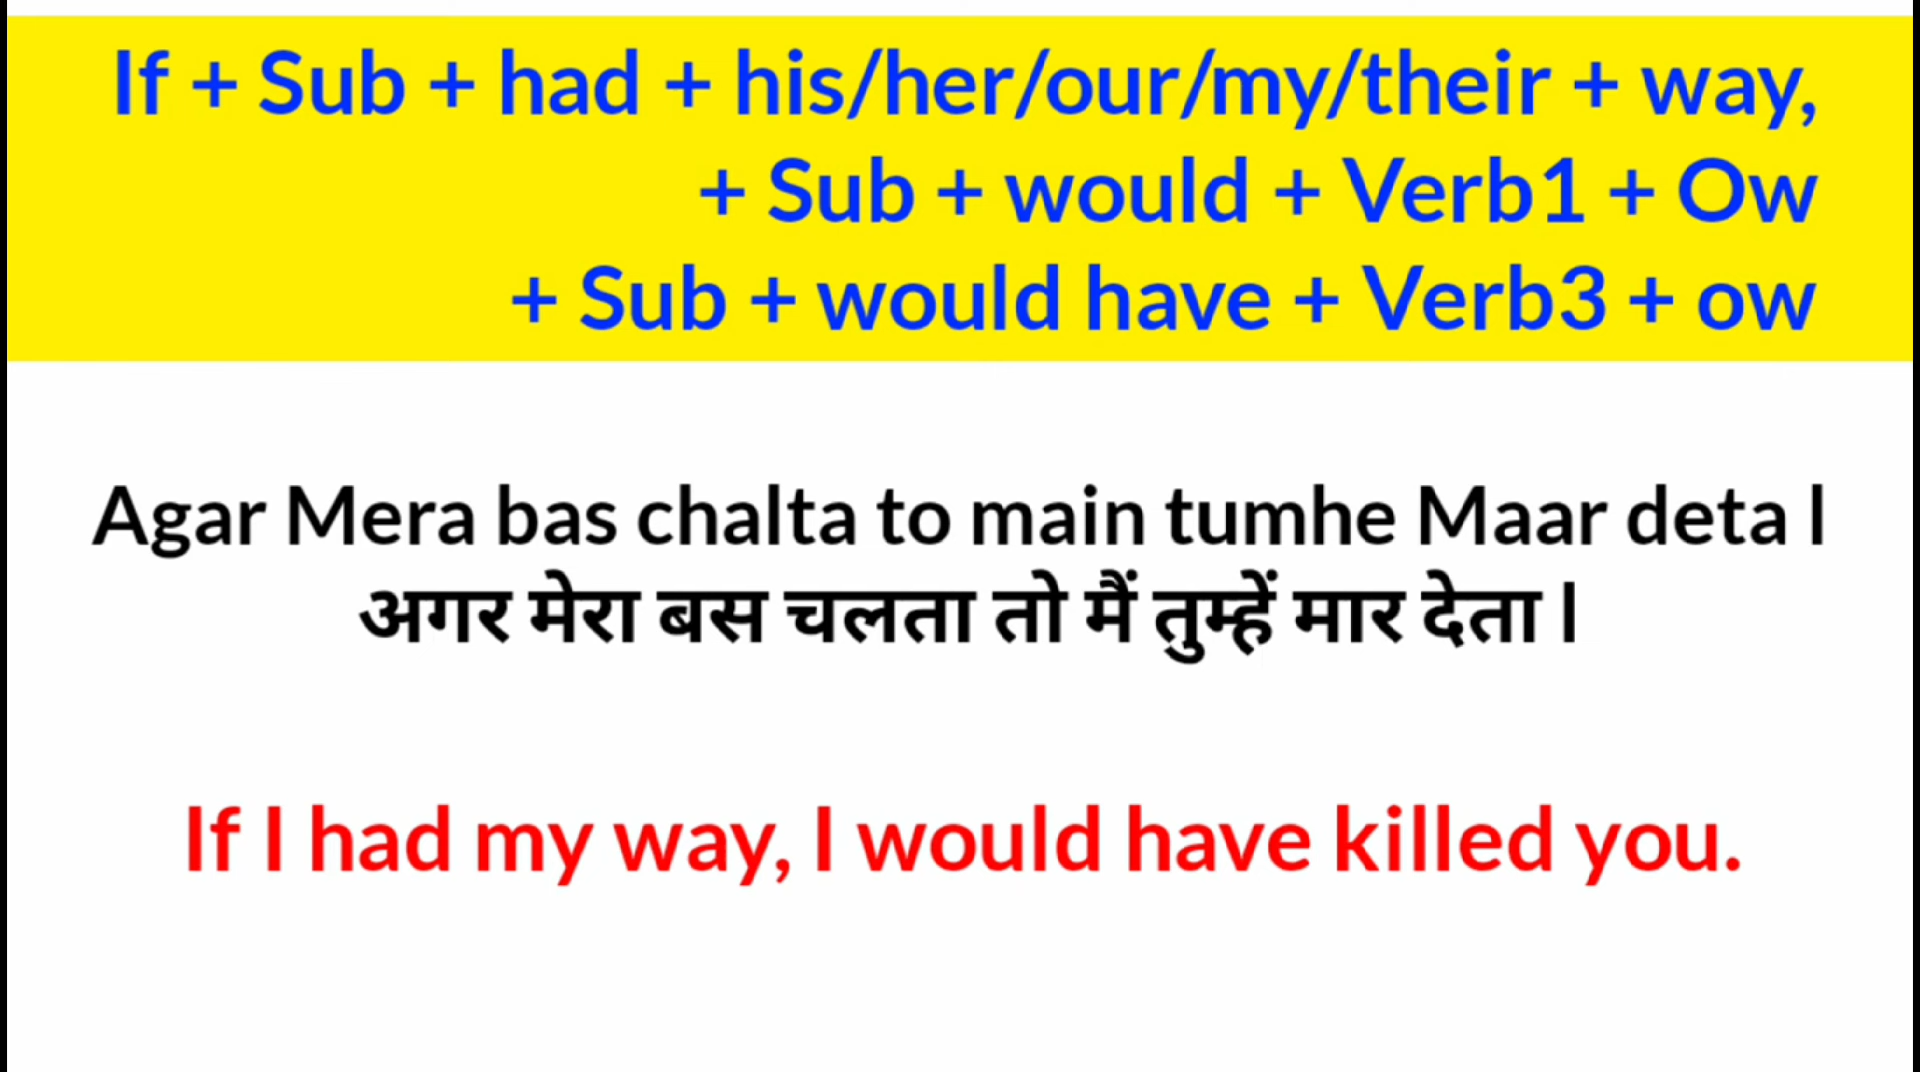 If + Sub + had + his/her/our/my/their + way,
+ Sub + would + Verb1 + Ow
+ Sub + would have + Verb3 + ow
Agar Mera bas chalta to main tumhe Maar deta l
अगर मेरा बस चलता तो मैं तुम्हें मार देता l
If I had my way, I would have killed you.